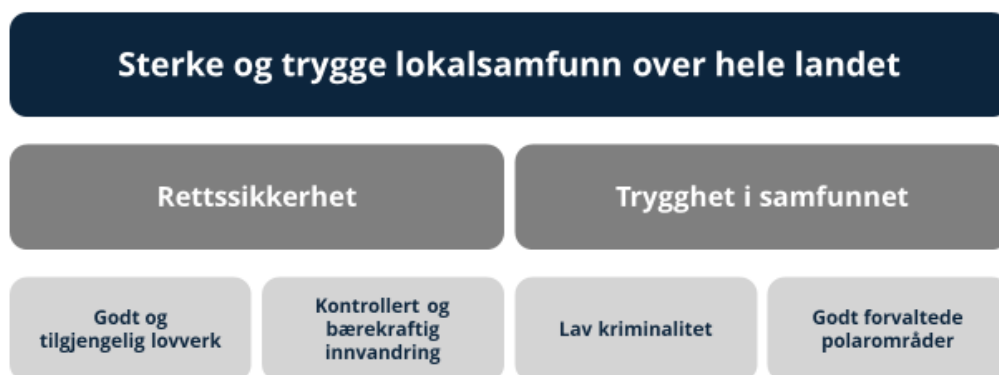 Sterke og trygge lokalsamfunn over hele landet
Rettssikkerhet
Trygghet i samfunnet
Godt og
tilgjengelig lovverk
Kontrollert og
bærekraftig
innvandring
Lav kriminalitet
Godt forvaltede
polarområder